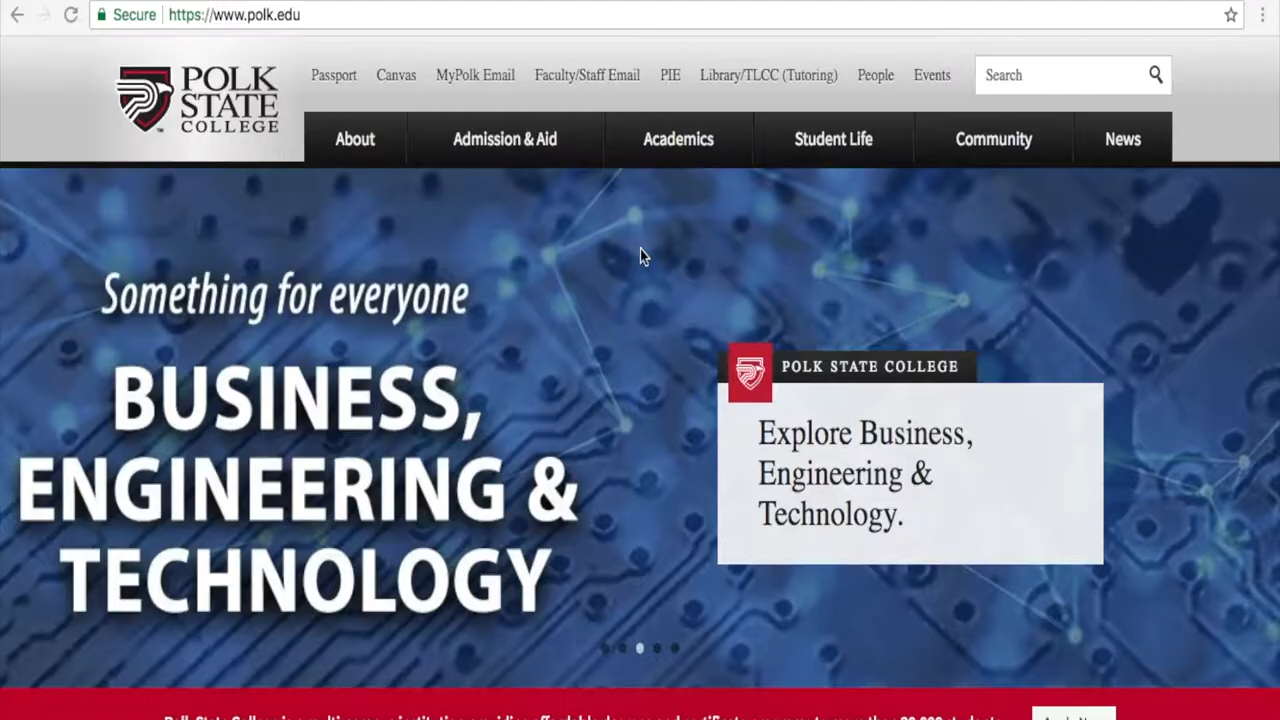 Secure https://www.polk.edu
POLK
STATE
COLLEGE
Passport Canvas MyPolk Email Faculty/Staff Email PIE Library/TLCC (Tutoring) People Events Search
About Admission & Aid Academics Student Life Community News
Something for everyone
BUSINESS,
ENGINEERING &
TECHNOLOGY
POLK STATE COLLEGE
Explore Business,
Engineering &
Technology.